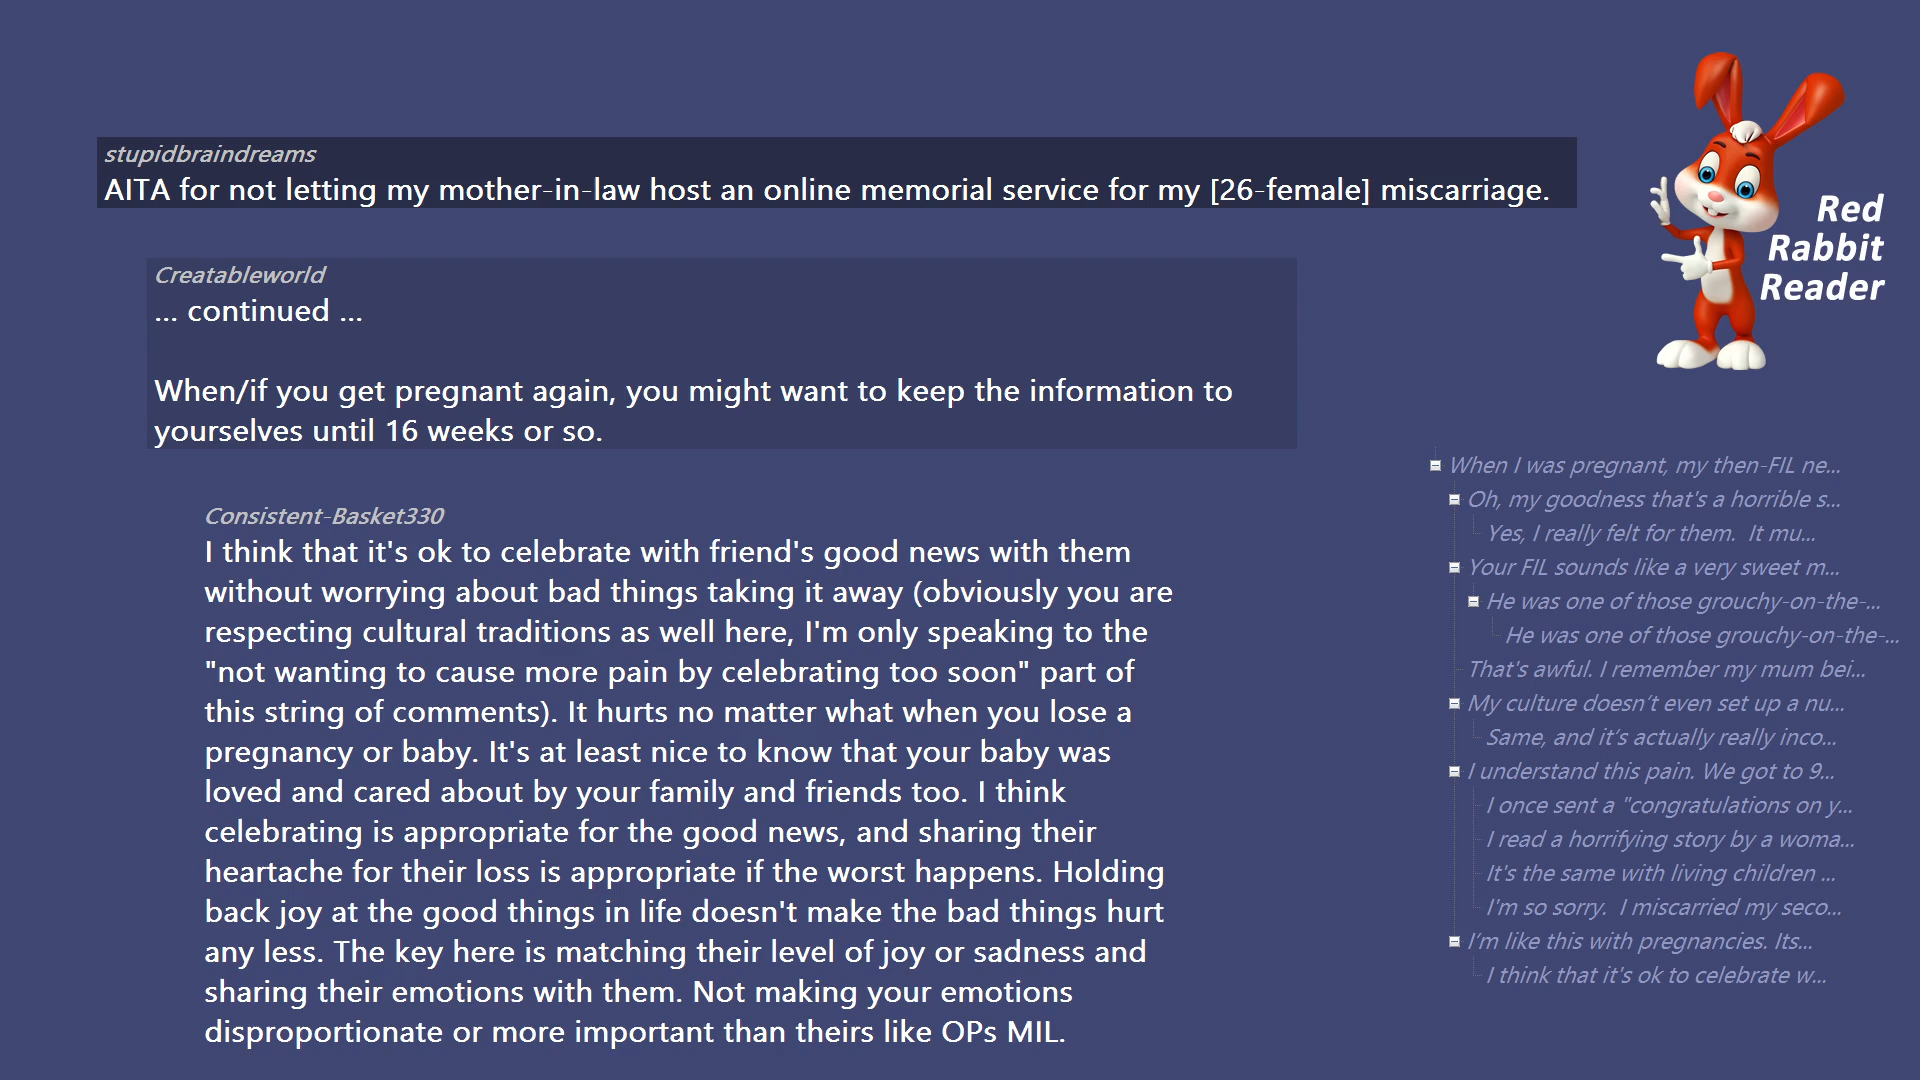 stupidbraindreams
AITA for not letting my mother-in-law host an online memorial service for my [26-female] miscarriage.
Creatableworld
... continued ...
When/if you get pregnant again, you might want to keep the information to
yourselves until 16 weeks or so.
Consistent-Basket330
I think that it's ok to celebrate with friend's good news with them
without worrying about bad things taking it away (obviously you are
respecting cultural traditions as well here, I'm only speaking to the
"not wanting to cause more pain by celebrating too soon" part of
this string of comments). It hurts no matter what when you lose a
pregnancy or baby. It's at least nice to know that your baby was
loved and cared about by your family and friends too. I think
celebrating is appropriate for the good news, and sharing their
heartache for their loss is appropriate if the worst happens. Holding
back joy at the good things in life doesn't make the bad things hurt
any less. The key here is matching their level of joy or sadness and
sharing their emotions with them. Not making your emotions
disproportionate or more important than theirs like OPs MIL.
Red
Rabbit
Reader
When I was pregnant, my then-FIL ne...
Oh, my goodness that's a horrible s...
Yes, I really felt for them.  It mu...
Your FIL sounds like a very sweet m...
He was one of those grouchy-on-the-...
He was one of those grouchy-on-the-...
That's awful. I remember my mum bei...
My culture doesn’t even set up a nu...
Same, and it’s actually really inco...
I understand this pain. We got to 9...
I once sent a "congratulations on y...
I read a horrifying story by a woma...
It's the same with living children ...
I'm so sorry.  I miscarried my seco...
I’m like this with pregnancies. Its...
I think that it's ok to celebrate w...